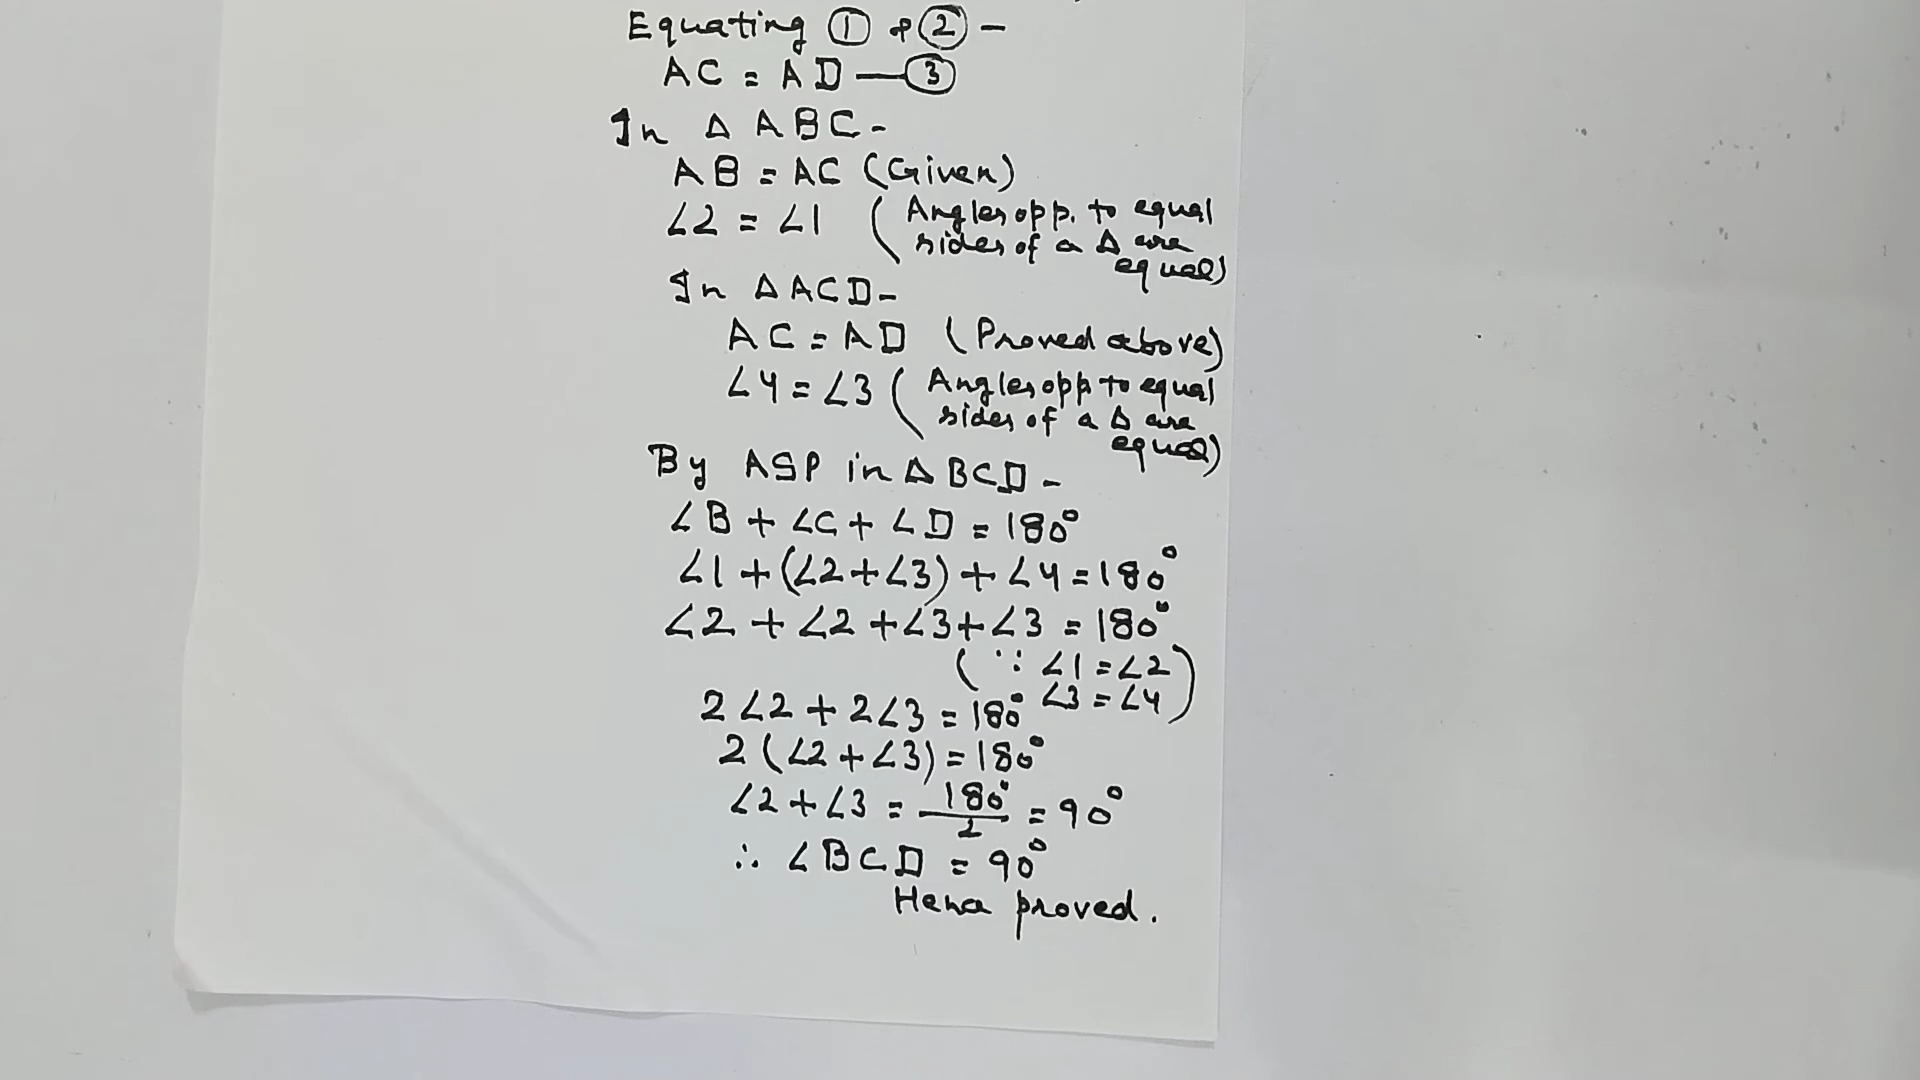 Equating ① & ② -
AC = AD — ③
In Δ ABC -
AB = AC (Given)
∠2 = ∠1 (Angles opp. to equal
sides of a Δ are
equal)
In Δ ACD -
AC = AD (Proved above)
∠4 = ∠3 (Angles opp to equal
sides of a Δ are
equal)
By ASP in Δ BCD -
∠B + ∠C + ∠D = 180°
∠1 + (∠2 + ∠3) + ∠4 = 180°
∠2 + ∠2 + ∠3 + ∠3 = 180°
(∵ ∠1 = ∠2
∠3 = ∠4)
2∠2 + 2∠3 = 180°
2(∠2 + ∠3) = 180°
∠2 + ∠3 = 180°/2 = 90°
∴ ∠BCD = 90°
Hence proved.